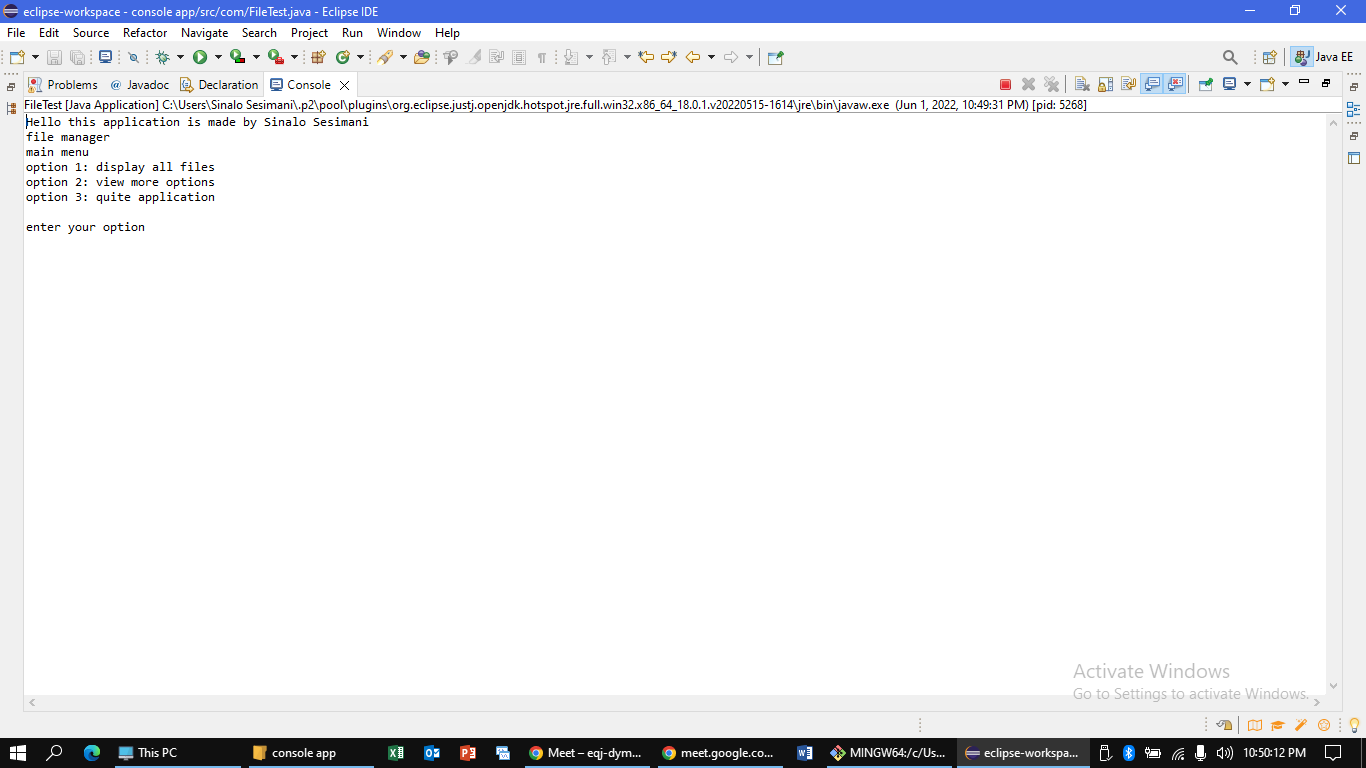 eclipse-workspace - console app/src/com/FileTest.java - Eclipse IDE
File Edit Source Refactor Navigate Search Project Run Window Help
Java EE
Problems @ Javadoc Declaration Console
FileTest [Java Application] C:\Users\Sinalo Sesimani\.p2\pool\plugins\org.eclipse.justj.openjdk.hotspot.jre.full.win32.x86_64_18.0.1.v20220515-1614\jre\bin\javaw.exe (Jun 1, 2022, 10:49:31 PM) [pid: 5268]
Hello this application is made by Sinalo Sesimani
file manager
main menu
option 1: display all files
option 2: view more options
option 3: quite application
enter your option
Activate Windows
Go to Settings to activate Windows.
This PC console app Meet – eqj-dym... meet.google.co... MINGW64:/c/Us... eclipse-workspa... 10:50:12 PM